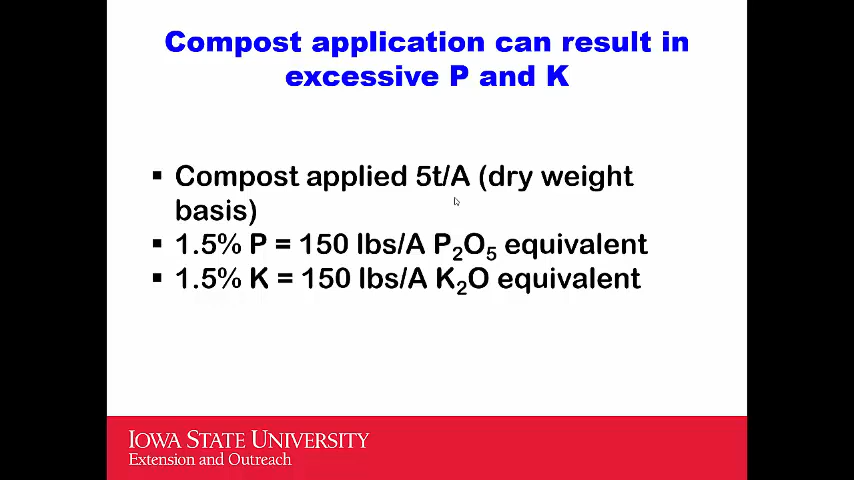 Compost application can result in
excessive P and K
▪ Compost applied 5t/A (dry weight
basis)
▪ 1.5% P = 150 lbs/A P₂O₅ equivalent
▪ 1.5% K = 150 lbs/A K₂O equivalent
IOWA STATE UNIVERSITY
Extension and Outreach